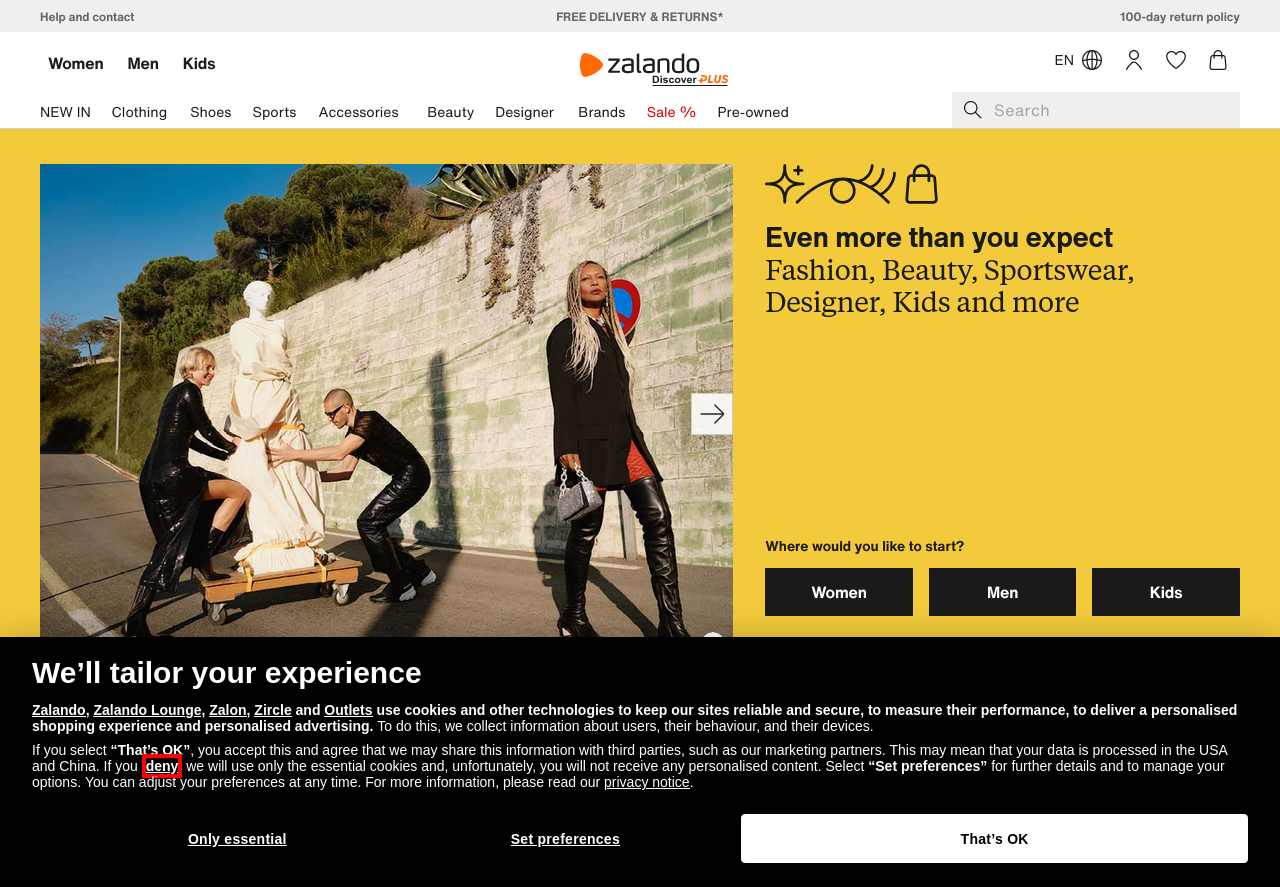 Help and contact
FREE DELIVERY & RETURNS*
100-day return policy
Women
Men
Kids
zalando
Discover PLUS
EN
NEW IN
Clothing
Shoes
Sports
Accessories
Beauty
Designer
Brands
Sale %
Pre-owned
Search
Even more than you expect
Fashion, Beauty, Sportswear,
Designer, Kids and more
Where would you like to start?
Women
Men
Kids
We’ll tailor your experience
Zalando, Zalando Lounge, Zalon, Zircle and Outlets use cookies and other technologies to keep our sites reliable and secure, to measure their performance, to deliver a personalised
shopping experience and personalised advertising. To do this, we collect information about users, their behaviour, and their devices.
If you select “That’s OK”, you accept this and agree that we may share this information with third parties, such as our marketing partners. This may mean that your data is processed in the USA
and China. If you deny, we will use only the essential cookies and, unfortunately, you will not receive any personalised content. Select “Set preferences” for further details and to manage your
options. You can adjust your preferences at any time. For more information, please read our privacy notice.
Only essential
Set preferences
That’s OK